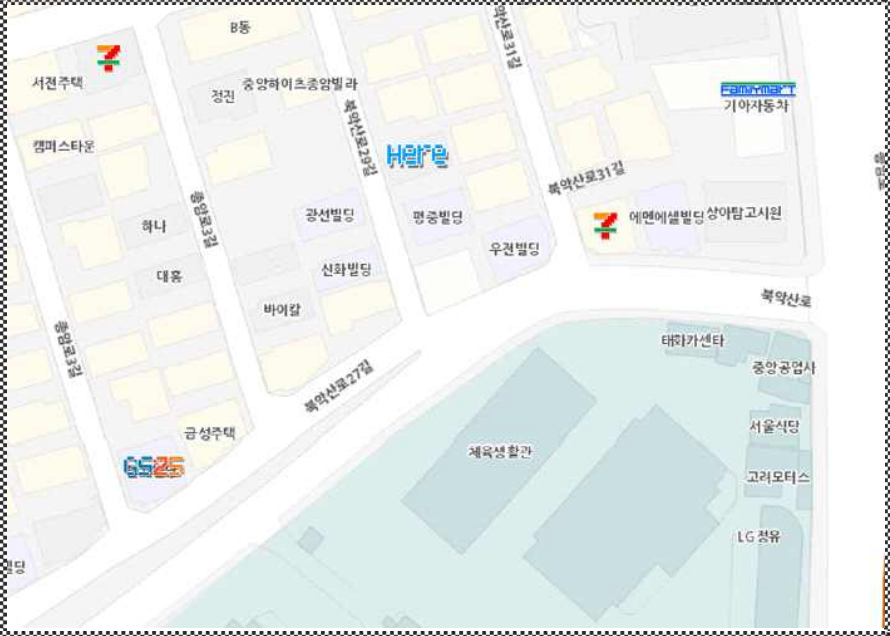 B동
북악산로31길
7
서전주택
정진
중앙하이츠종암빌라
FamilyMart
기아자동차
캠퍼스타운
북악산로29길
Here
북악산로31길
하나
종암로3길
광선빌딩
평중빌딩
7
에멘에셀빌딩
상아탑고시원
우전빌딩
대흥
신화빌딩
바이칼
북악산로
종암로3길
태화카센타
중앙공업사
북악산로27길
금성주택
체육생활관
서울식당
GS25
고려모터스
LG정유
빌딩